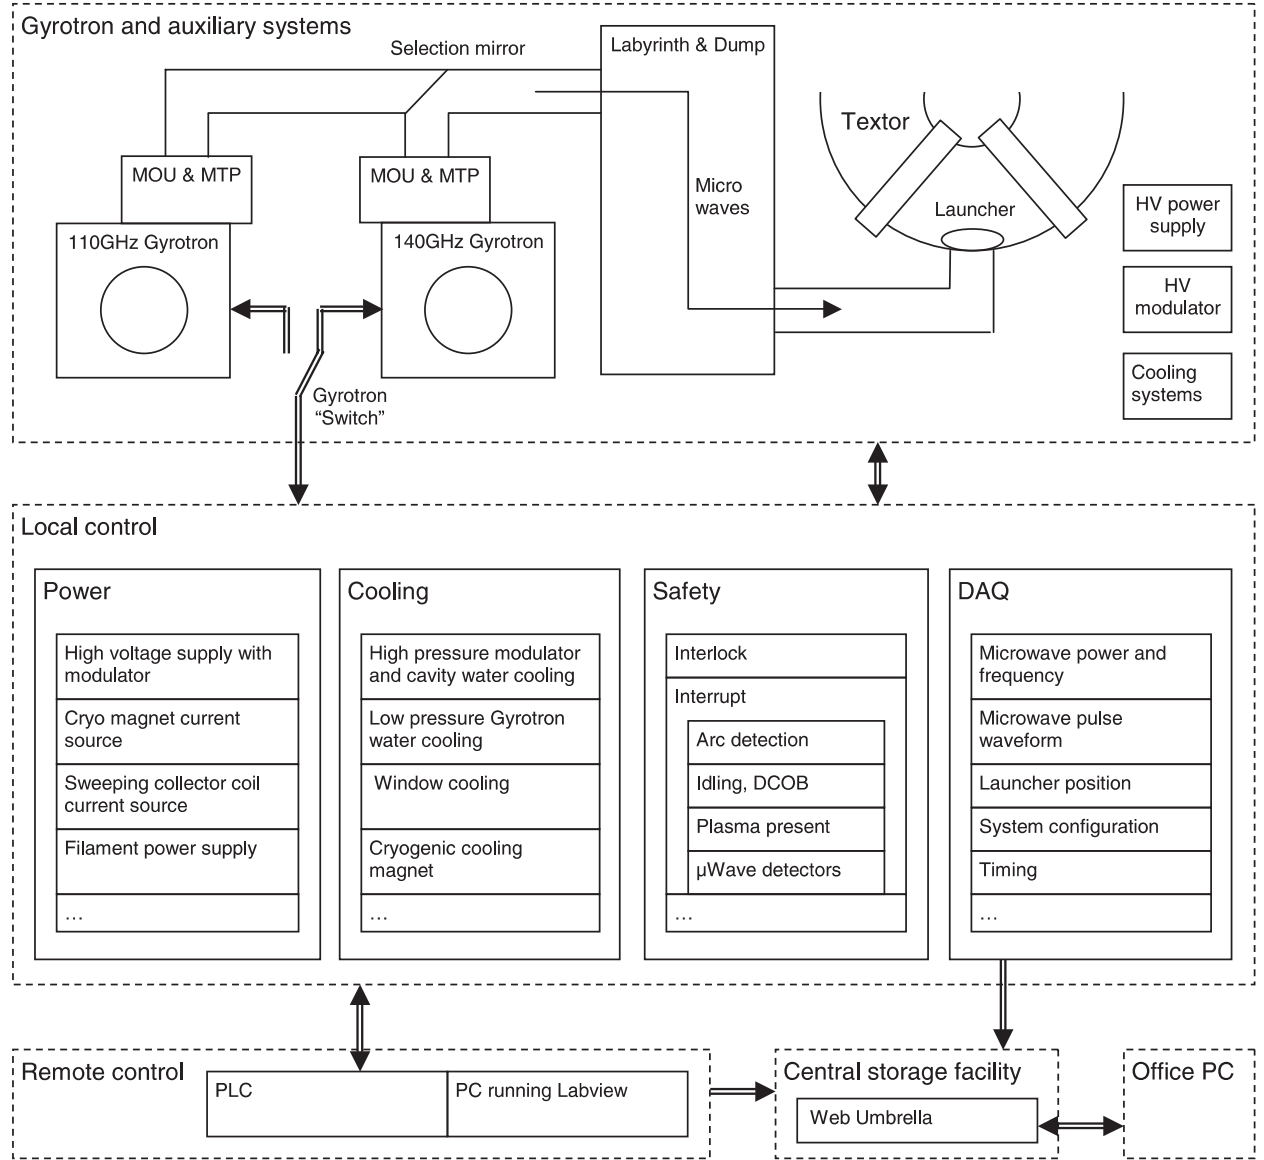 Gyrotron and auxiliary systems
Selection mirror
Labyrinth & Dump
Textor
MOU & MTP
MOU & MTP
Micro
waves
Launcher
HV power
supply
110GHz Gyrotron
140GHz Gyrotron
HV
modulator
Cooling
systems
Gyrotron
“Switch”
Local control
Power
High voltage supply with
modulator
Cryo magnet current
source
Sweeping collector coil
current source
Filament power supply
…
Cooling
High pressure modulator
and cavity water cooling
Low pressure Gyrotron
water cooling
Window cooling
Cryogenic cooling
magnet
…
Safety
Interlock
Interrupt
Arc detection
Idling, DCOB
Plasma present
µWave detectors
…
DAQ
Microwave power and
frequency
Microwave pulse
waveform
Launcher position
System configuration
Timing
…
Remote control
PLC
PC running Labview
Central storage facility
Web Umbrella
Office PC